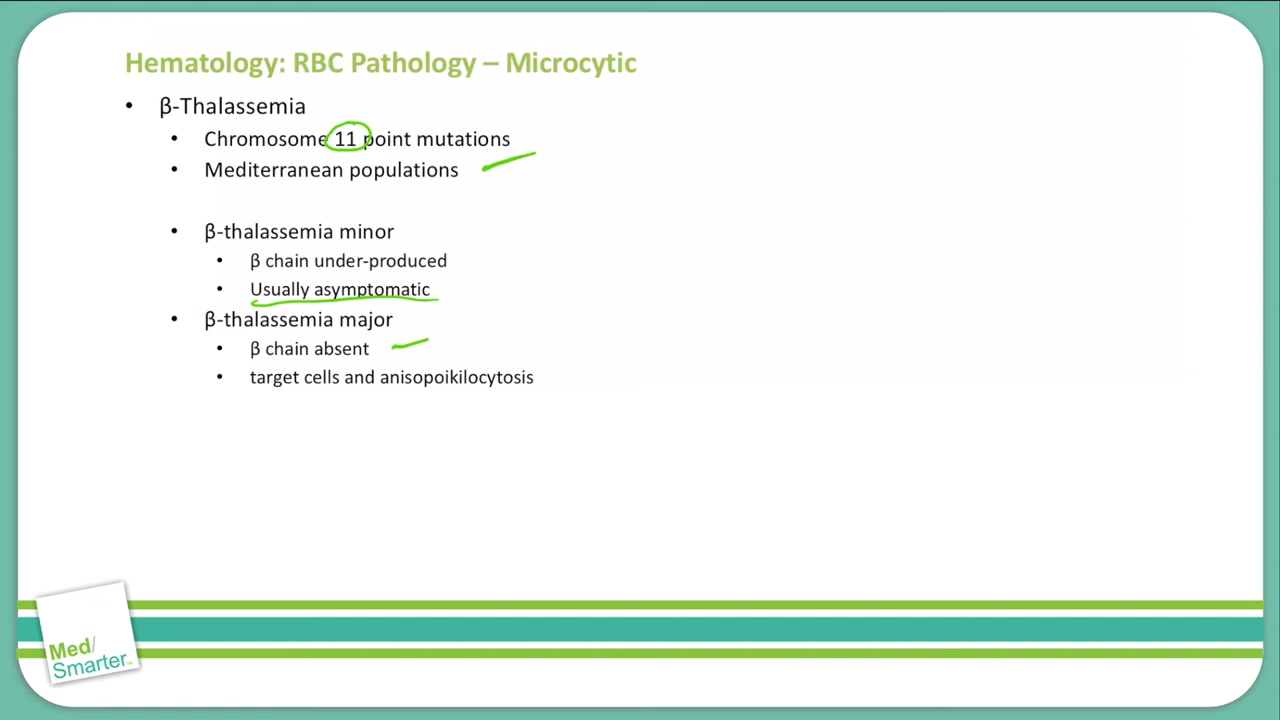 Hematology: RBC Pathology – Microcytic
• β-Thalassemia
• Chromosome 11 point mutations
• Mediterranean populations
• β-thalassemia minor
• β chain under-produced
• Usually asymptomatic
• β-thalassemia major
• β chain absent
• target cells and anisopoikilocytosis
Med/
Smarter™